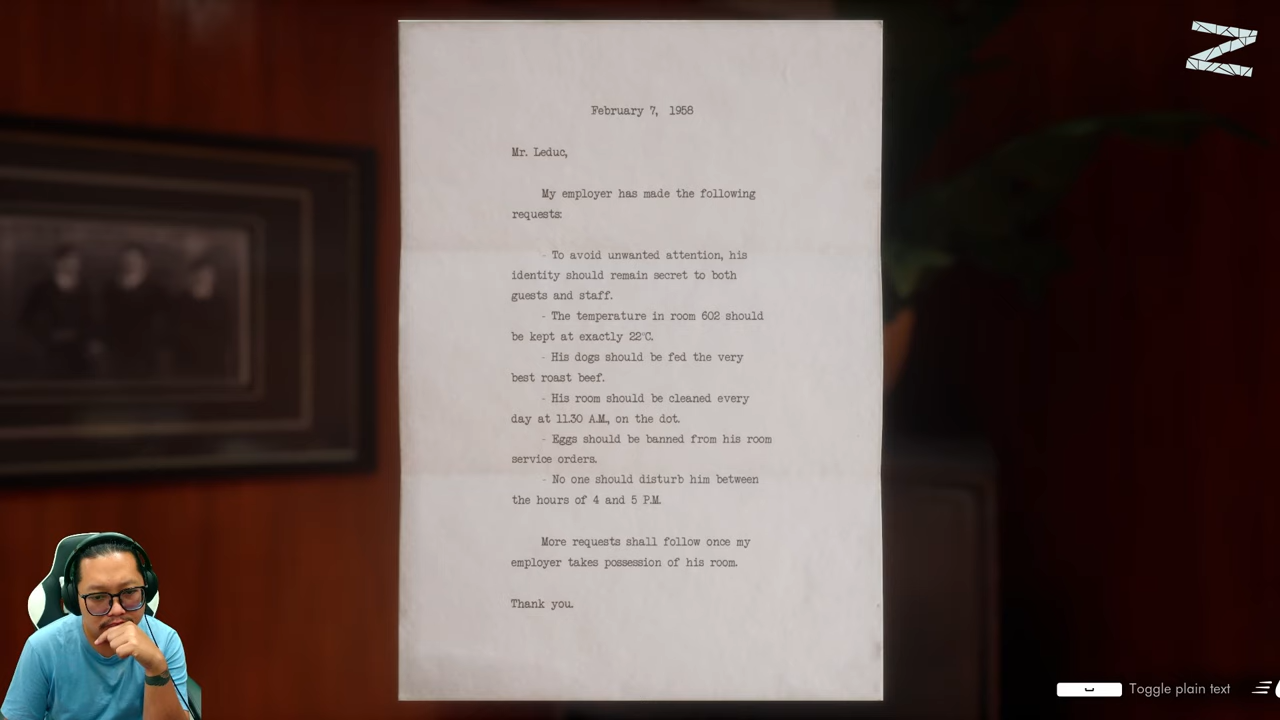 Z
February 7, 1958
Mr. Leduc,
My employer has made the following
requests:
- To avoid unwanted attention, his
identity should remain secret to both
guests and staff.
- The temperature in room 602 should
be kept at exactly 22°C.
- His dogs should be fed the very
best roast beef.
- His room should be cleaned every
day at 11.30 A.M., on the dot.
- Eggs should be banned from his room
service orders.
- No one should disturb him between
the hours of 4 and 5 P.M.
More requests shall follow once my
employer takes possession of his room.
Thank you.
Toggle plain text